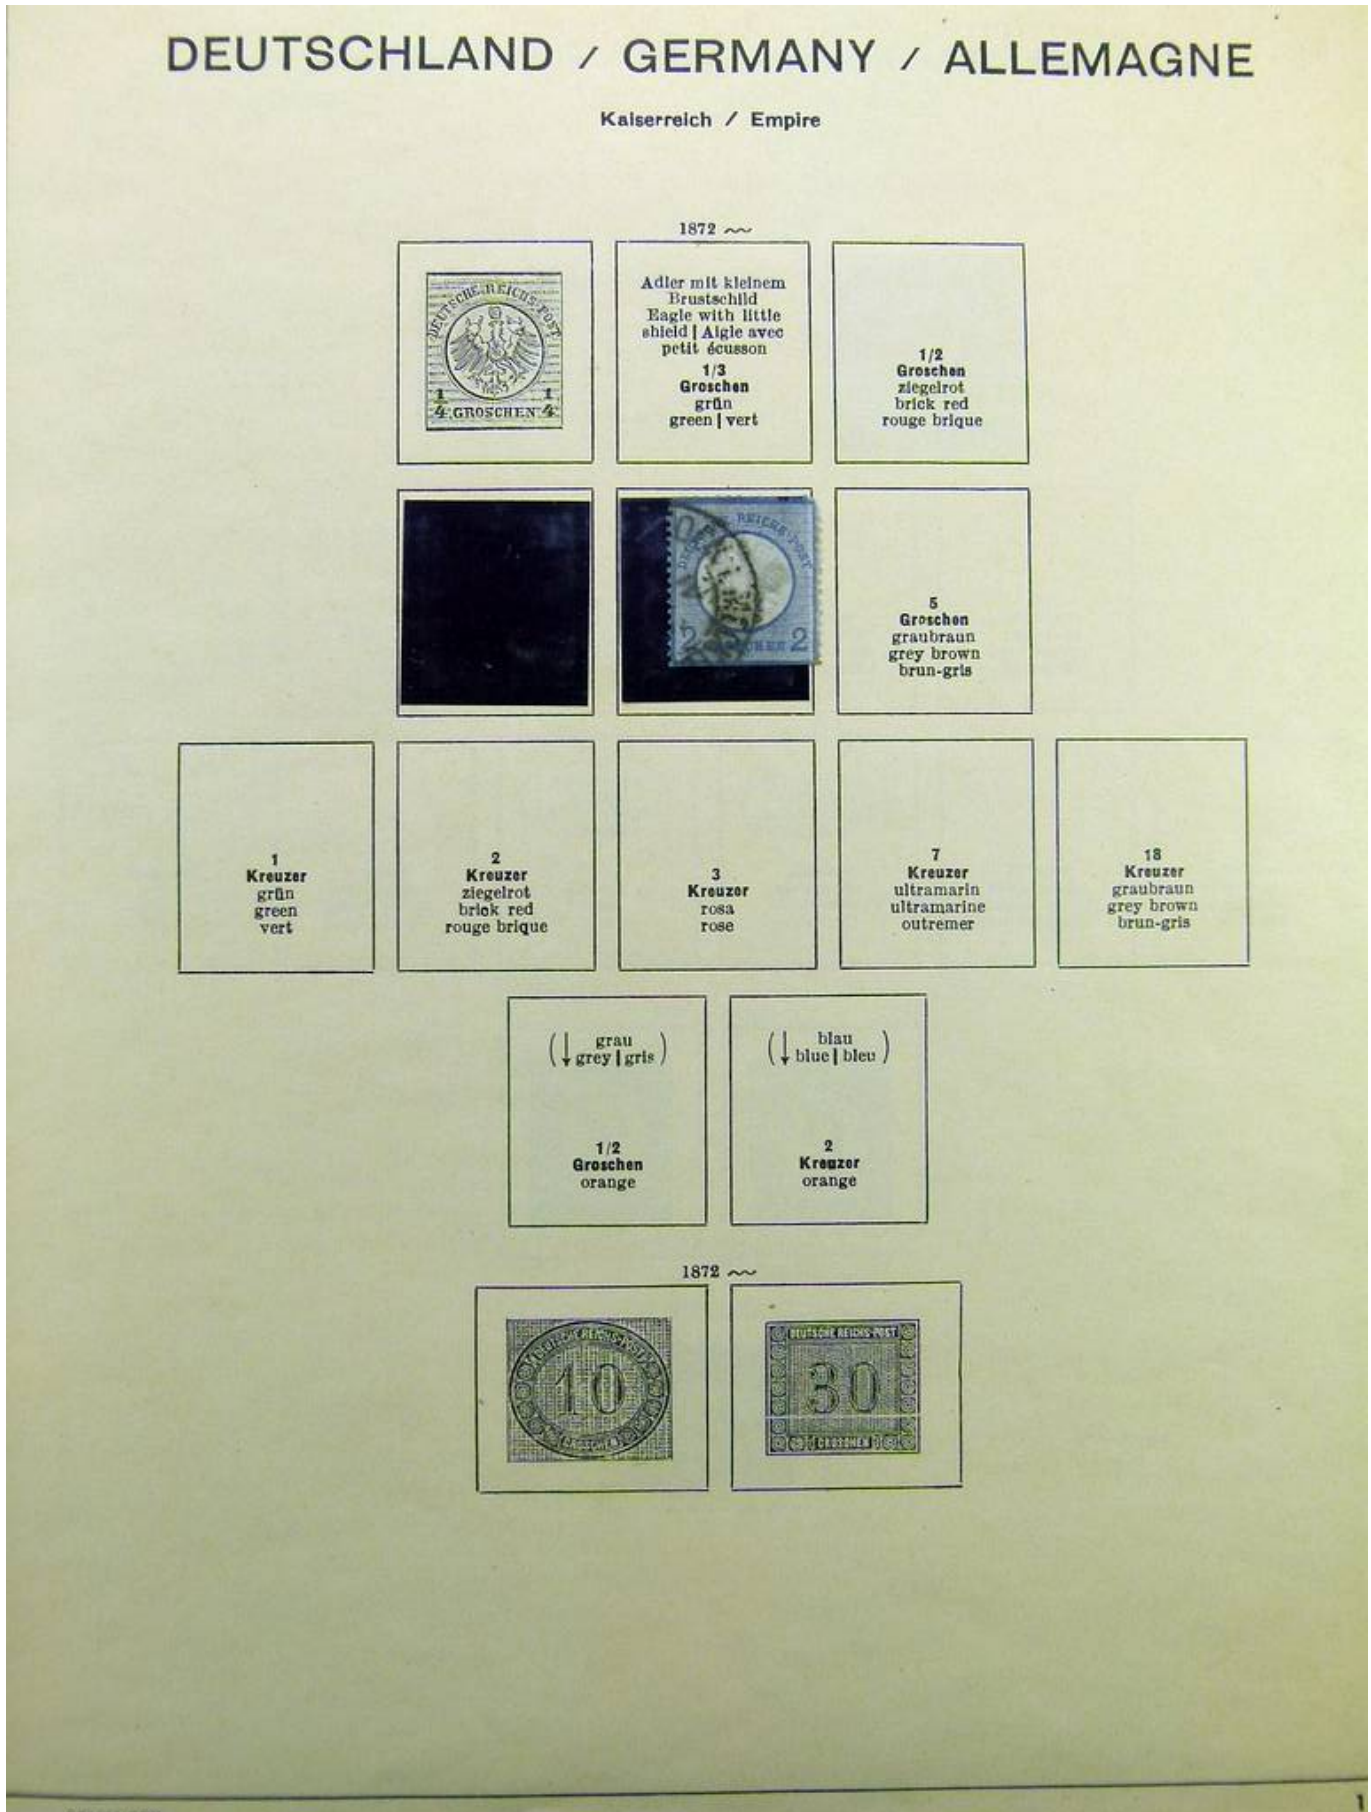 DEUTSCHLAND / GERMANY / ALLEMAGNE
Kaiserreich / Empire
1872
DEUTSCHE REICHS-POST
1/4 GROSCHEN 1/4
Adler mit kleinem
Brustschild
Eagle with little
shield | Aigle avec
petit écusson
1/3
Groschen
grün
green | vert
1/2
Groschen
ziegelrot
brick red
rouge brique
REICHS-POST
2 2
5
Groschen
graubraun
grey brown
brun-gris
1
Kreuzer
grün
green
vert
2
Kreuzer
ziegelrot
brick red
rouge brique
3
Kreuzer
rosa
rose
7
Kreuzer
ultramarin
ultramarine
outremer
18
Kreuzer
graubraun
grey brown
brun-gris
( ↓ grau
grey | gris )
1/2
Groschen
orange
( ↓ blau
blue | bleu )
2
Kreuzer
orange
1872
DEUTSCHE REICHS-POST
10
GROSCHEN
DEUTSCHE REICHS-POST
30
GROSCHEN
1